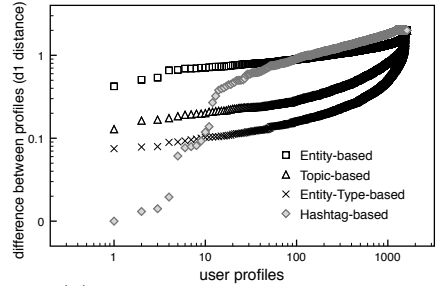 difference between profiles (d1 distance)
1
0.1
0
Entity-based
Topic-based
Entity-Type-based
Hashtag-based
1 10 100 1000
user profiles